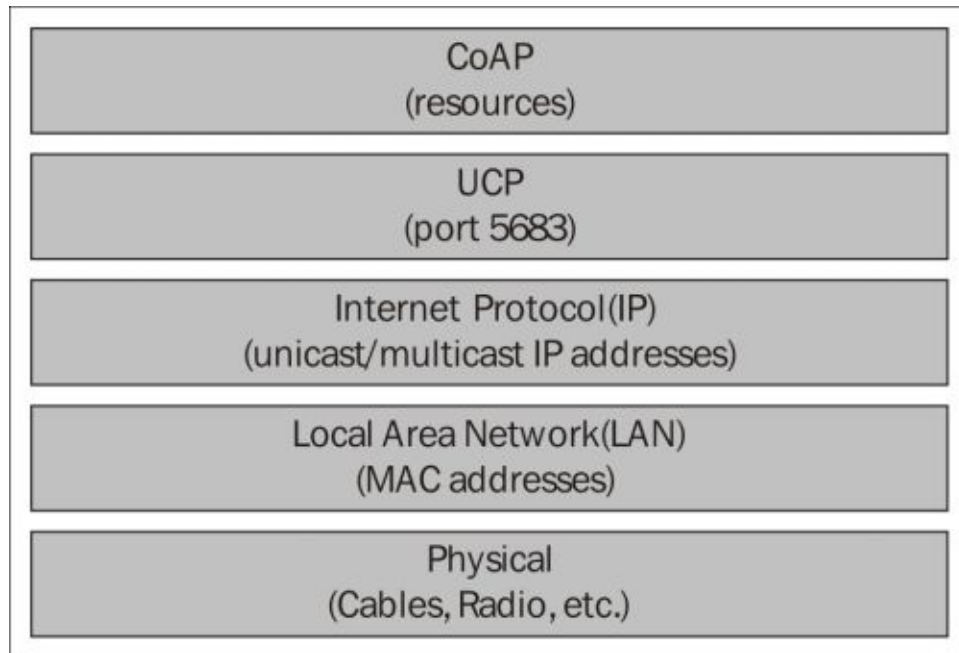 CoAP
(resources)
UCP
(port 5683)
Internet Protocol(IP)
(unicast/multicast IP addresses)
Local Area Network(LAN)
(MAC addresses)
Physical
(Cables, Radio, etc.)